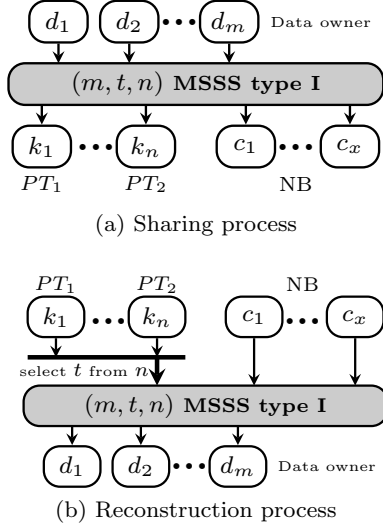 d₁ d₂ ••• dₘ Data owner
(m, t, n) MSSS type I
k₁ ••• kₙ c₁ ••• cₓ
PT₁ PT₂ NB
(a) Sharing process
PT₁ PT₂ NB
k₁ ••• kₙ c₁ ••• cₓ
select t from n
(m, t, n) MSSS type I
d₁ d₂ ••• dₘ Data owner
(b) Reconstruction process